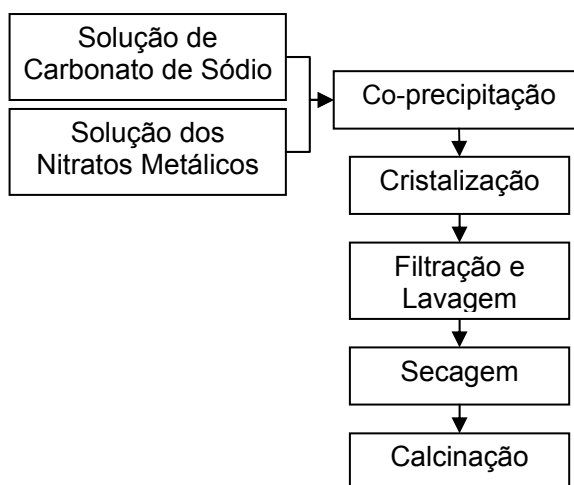 Solução de
Carbonato de Sódio
Solução dos
Nitratos Metálicos
Co-precipitação
Cristalização
Filtração e
Lavagem
Secagem
Calcinação